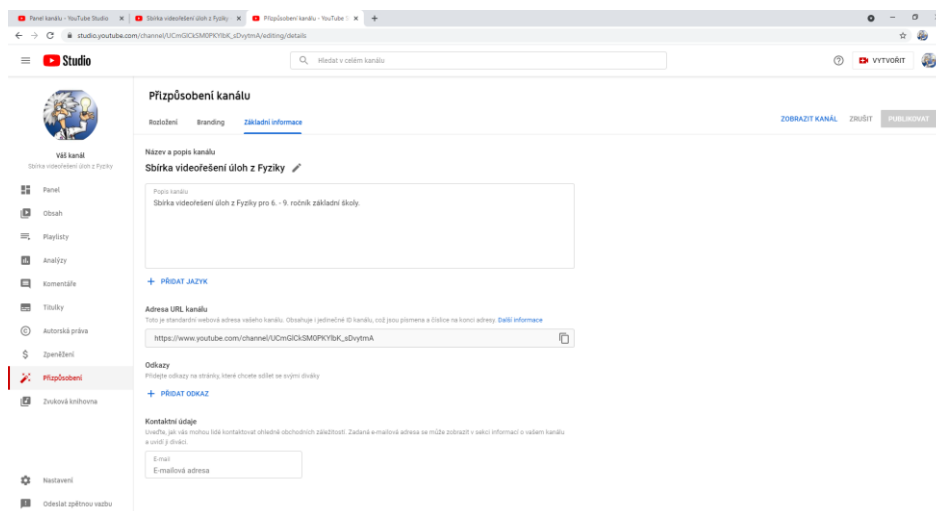 Panel kanálu - YouTube Studio
Sbírka videořešení úloh z Fyziky
Přizpůsobení kanálu - YouTube S
studio.youtube.com/channel/UCmGlCkSM0PKYlbK_sDvytmA/editing/details
Studio
Hledat v celém kanálu
VYTVOŘIT
Přizpůsobení kanálu
Rozložení Branding Základní informace
ZOBRAZIT KANÁL ZRUŠIT PUBLIKOVAT
Váš kanál
Sbírka videořešení úloh z Fyziky
Panel
Obsah
Playlisty
Analýzy
Komentáře
Titulky
Autorská práva
Zpeněžení
Přizpůsobení
Zvuková knihovna
Nastavení
Odeslat zpětnou vazbu
Název a popis kanálu
Sbírka videořešení úloh z Fyziky
Popis kanálu
Sbírka videořešení úloh z Fyziky pro 6. - 9. ročník základní školy.
+ PŘIDAT JAZYK
Adresa URL kanálu
Toto je standardní webová adresa vašeho kanálu. Obsahuje i jedinečné ID kanálu, což jsou písmena a číslice na konci adresy. Další informace
https://www.youtube.com/channel/UCmGlCkSM0PKYlbK_sDvytmA
Odkazy
Přidejte odkazy na stránky, které chcete sdílet se svými diváky
+ PŘIDAT ODKAZ
Kontaktní údaje
Uveďte, jak vás mohou lidé kontaktovat ohledně obchodních záležitostí. Zadaná e-mailová adresa se může zobrazit v sekci informací o vašem kanálu
a uvidí ji diváci.
E-mail
E-mailová adresa